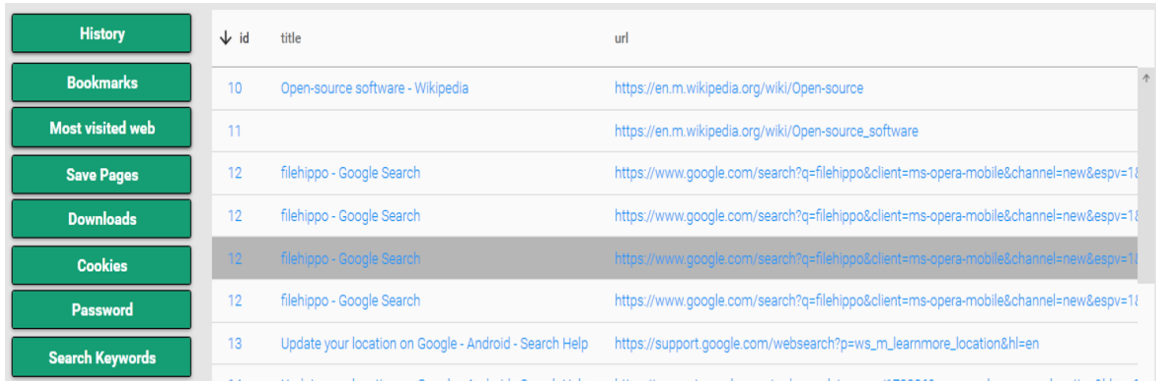 History
Bookmarks
Most visited web
Save Pages
Downloads
Cookies
Password
Search Keywords
id title url
10 Open-source software - Wikipedia https://en.m.wikipedia.org/wiki/Open-source
11 https://en.m.wikipedia.org/wiki/Open-source_software
12 filehippo - Google Search https://www.google.com/search?q=filehippo&client=ms-opera-mobile&channel=new&espv=1&
12 filehippo - Google Search https://www.google.com/search?q=filehippo&client=ms-opera-mobile&channel=new&espv=1&
12 filehippo - Google Search https://www.google.com/search?q=filehippo&client=ms-opera-mobile&channel=new&espv=1&
12 filehippo - Google Search https://www.google.com/search?q=filehippo&client=ms-opera-mobile&channel=new&espv=1&
13 Update your location on Google - Android - Search Help https://support.google.com/websearch?p=ws_m_learnmore_location&hl=en